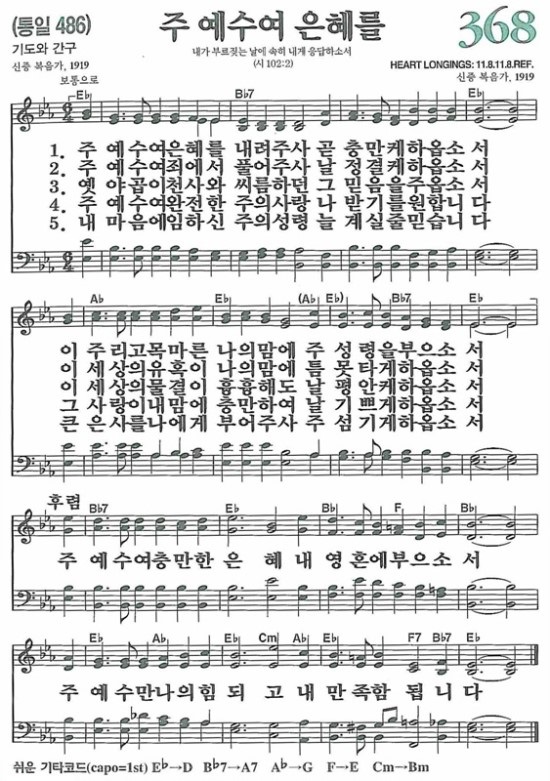 (통일 486)
주 예수여 은혜를
368
기도와 간구
내가 부르짖는 날에 속히 내게 응답하소서
(시 102:2)
신중 복음가, 1919
HEART LONGINGS: 11.8.11.8.REF.
신중 복음가, 1919
보통으로
E♭ B♭7 E♭
1. 주 예수여은혜를 내려주사 곧 충만케하옵소 서
2. 주 예수여죄에서 풀어주사 날 정결케하옵소 서
3. 옛 야곱이천사와 씨름하던 그 믿음을주옵소 서
4. 주 예수여완전한 주의사랑 나 받기를원합니 다
5. 내 마음에임하신 주의성령 늘 계실줄믿습니 다
A♭ E♭ (A♭ E♭) E♭ B♭7 E♭
이 주리고목마른 나의맘에 주 성령을부으소 서
이 세상의유혹이 나의맘에 틈 못타게하옵소 서
이 세상의물결이 흉흉해도 날 평안케하옵소 서
그 사랑이내맘에 충만하여 날 기쁘게하옵소 서
큰 은사를나에게 부어주사 주 섬기게하옵소 서
후렴
B♭7 E♭ B♭ F B♭
주 예수여충만한 은 혜 내 영 혼에부으소 서
E♭ A♭ E♭ Cm A♭ E♭ F7 B♭7 E♭
주 예수만나의힘 되 고 내 만 족함 됩 니 다
쉬운 기타코드(capo=1st) E♭→D B♭7→A7 A♭→G F→E Cm→Bm